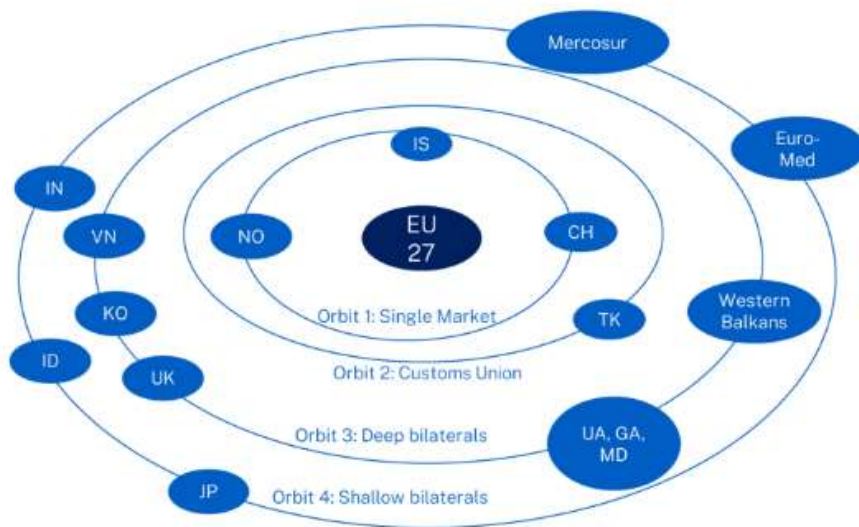 Mercosur
Euro-
Med
IS
IN
VN
NO
EU
27
CH
Orbit 1: Single Market
KO
TK
Western
Balkans
ID
UK
Orbit 2: Customs Union
Orbit 3: Deep bilaterals
UA, GA,
MD
JP
Orbit 4: Shallow bilaterals